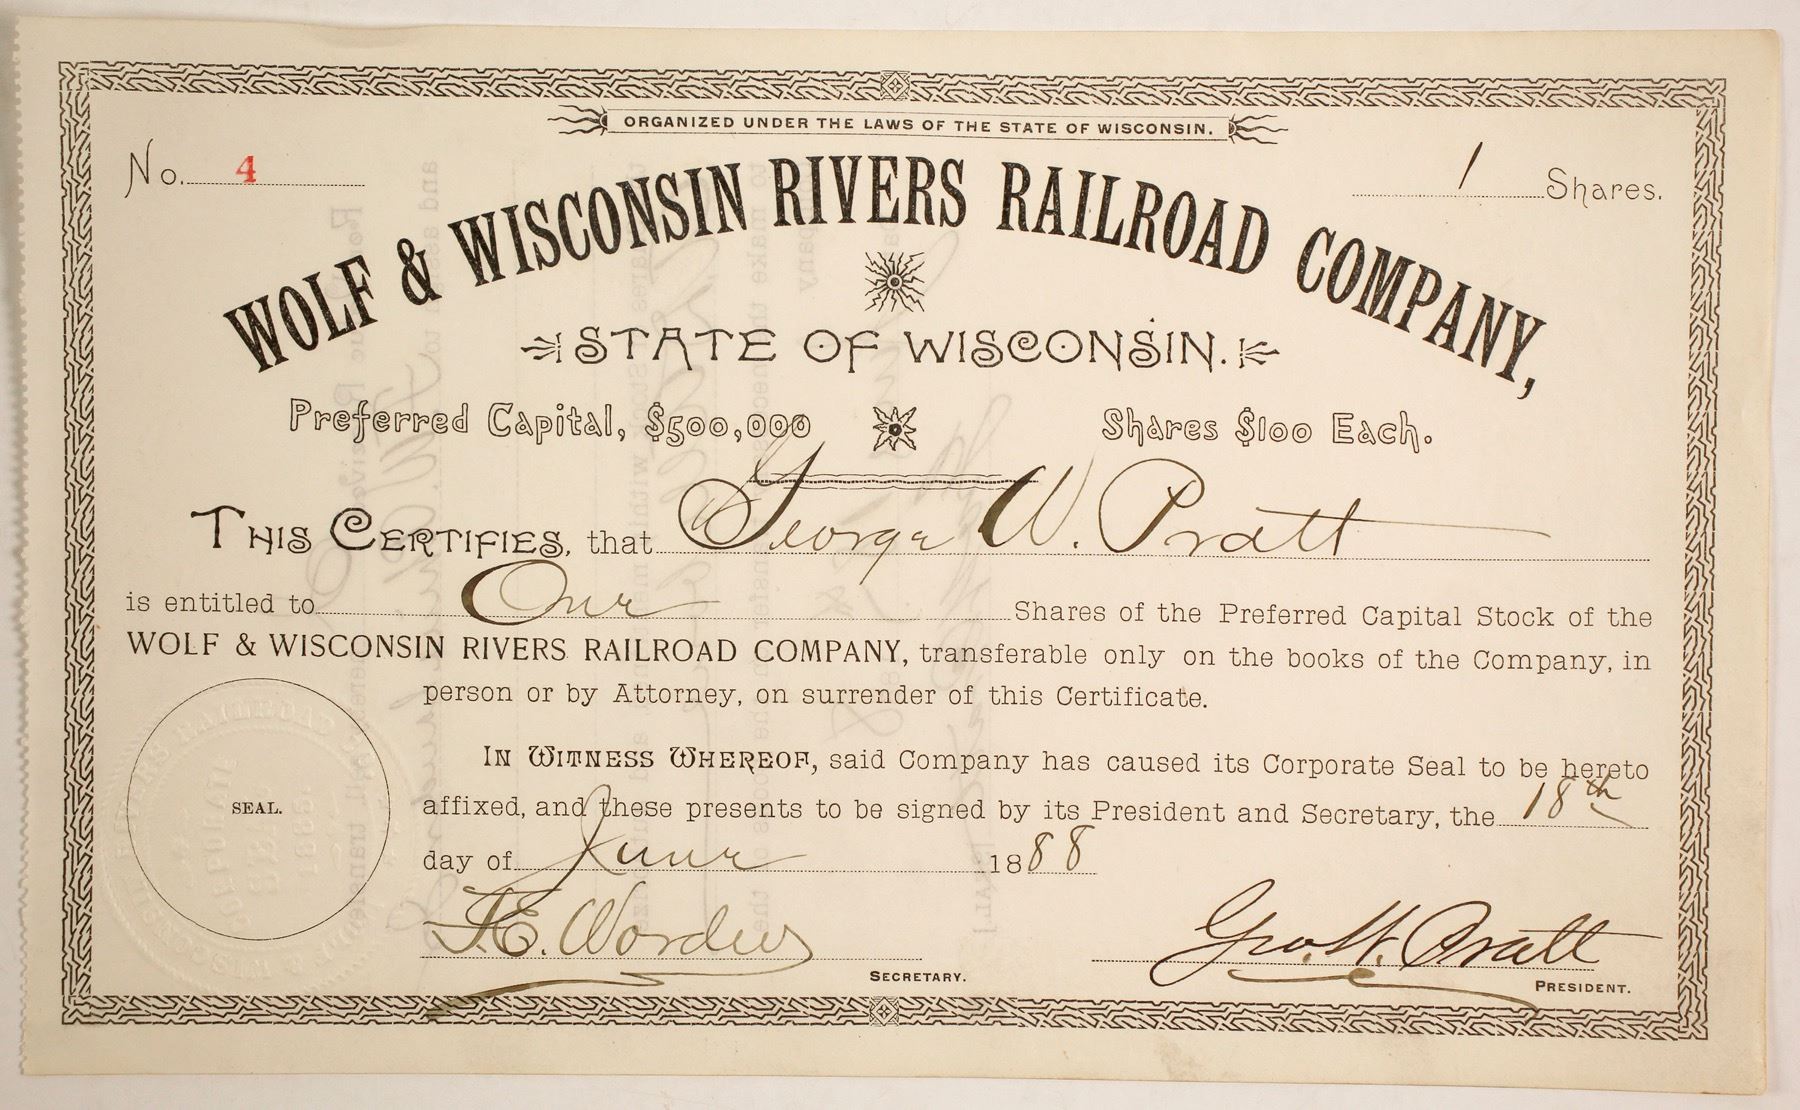 ORGANIZED UNDER THE LAWS OF THE STATE OF WISCONSIN.
No. 4
1 Shares.
WOLF & WISCONSIN RIVERS RAILROAD COMPANY,
STATE OF WISCONSIN.
Preferred Capital, $500,000 Shares $100 Each.
THIS CERTIFIES, that George W. Pratt
is entitled to One Shares of the Preferred Capital Stock of the
WOLF & WISCONSIN RIVERS RAILROAD COMPANY, transferable only on the books of the Company, in
person or by Attorney, on surrender of this Certificate.
IN WITNESS WHEREOF, said Company has caused its Corporate Seal to be hereto
affixed, and these presents to be signed by its President and Secretary, the 18th
day of June 1888
SEAL.
Geo. W. Pratt
SECRETARY.
PRESIDENT.